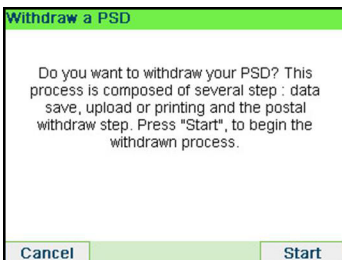 Withdraw a PSD
Do you want to withdraw your PSD? This
process is composed of several step : data
save, upload or printing and the postal
withdraw step. Press "Start", to begin the
withdrawn process.
Cancel Start